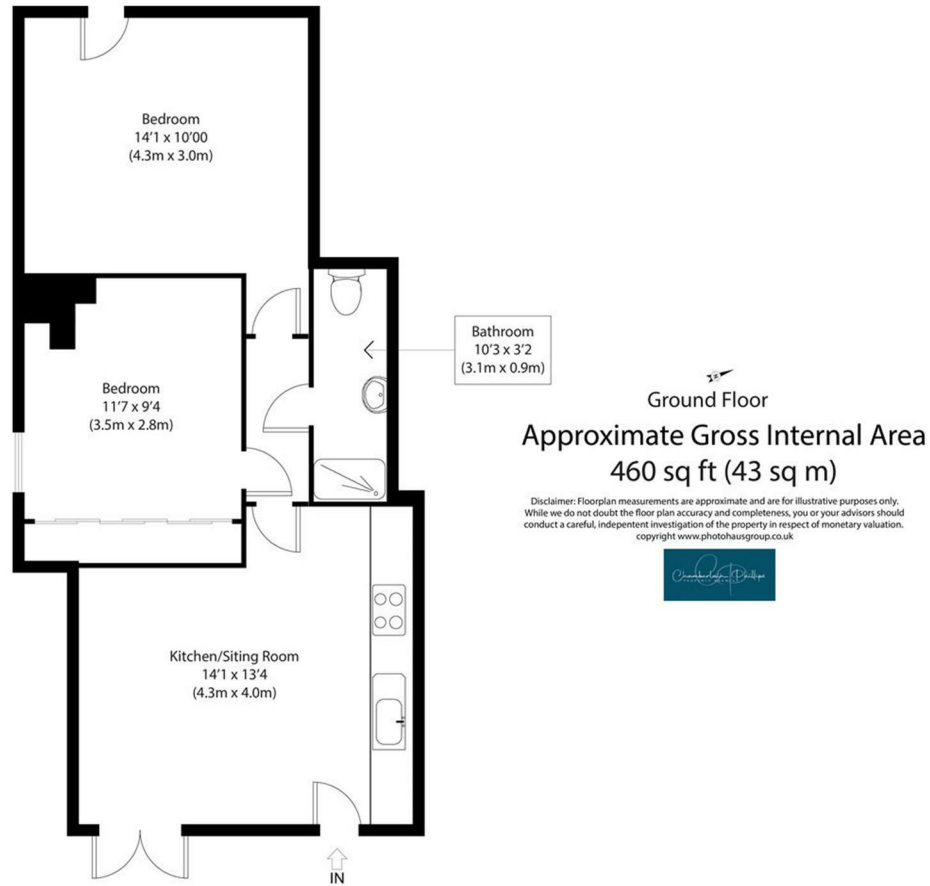 Bedroom
14'1 x 10'00
(4.3m x 3.0m)
Bedroom
11'7 x 9'4
(3.5m x 2.8m)
Bathroom
10'3 x 3'2
(3.1m x 0.9m)
Kitchen/Siting Room
14'1 x 13'4
(4.3m x 4.0m)
IN
Ground Floor
Approximate Gross Internal Area
460 sq ft (43 sq m)
Disclaimer: Floorplan measurements are approximate and are for illustrative purposes only.
While we do not doubt the floor plan accuracy and completeness, you or your advisors should
conduct a careful, indepentent investigation of the property in respect of monetary valuation.
copyright www.photohausgroup.co.uk
Chamberlain Phillips